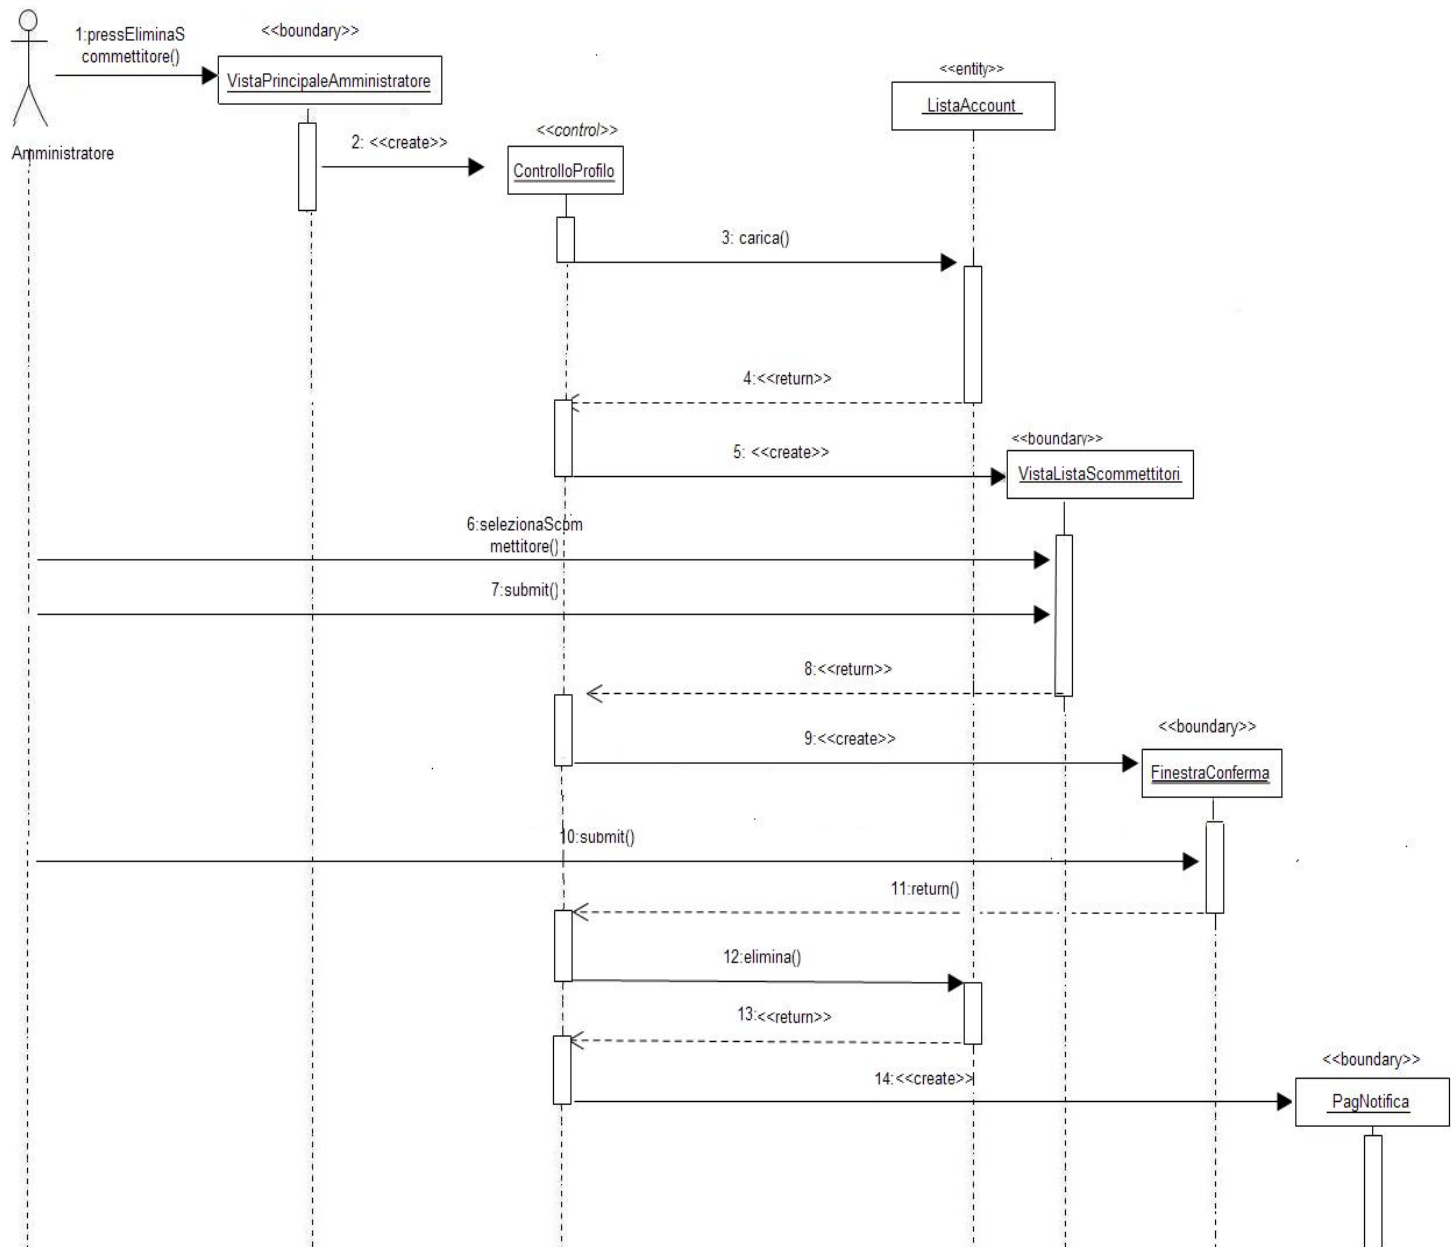 1:pressEliminaS
commettitore()
<<boundary>>
VistaPrincipaleAmministratore
<<entity>>
ListaAccount
Amministratore
2: <<create>>
<<control>>
ControlloProfilo
3: carica()
4:<<return>>
5: <<create>>
<<boundary>>
VistaListaScommettitori
6:selezionaScom
mettitore()
7:submit()
8:<<return>>
9:<<create>>
<<boundary>>
FinestraConferma
10:submit()
11:return()
12:elimina()
13:<<return>>
14:<<create>>
<<boundary>>
PagNotifica